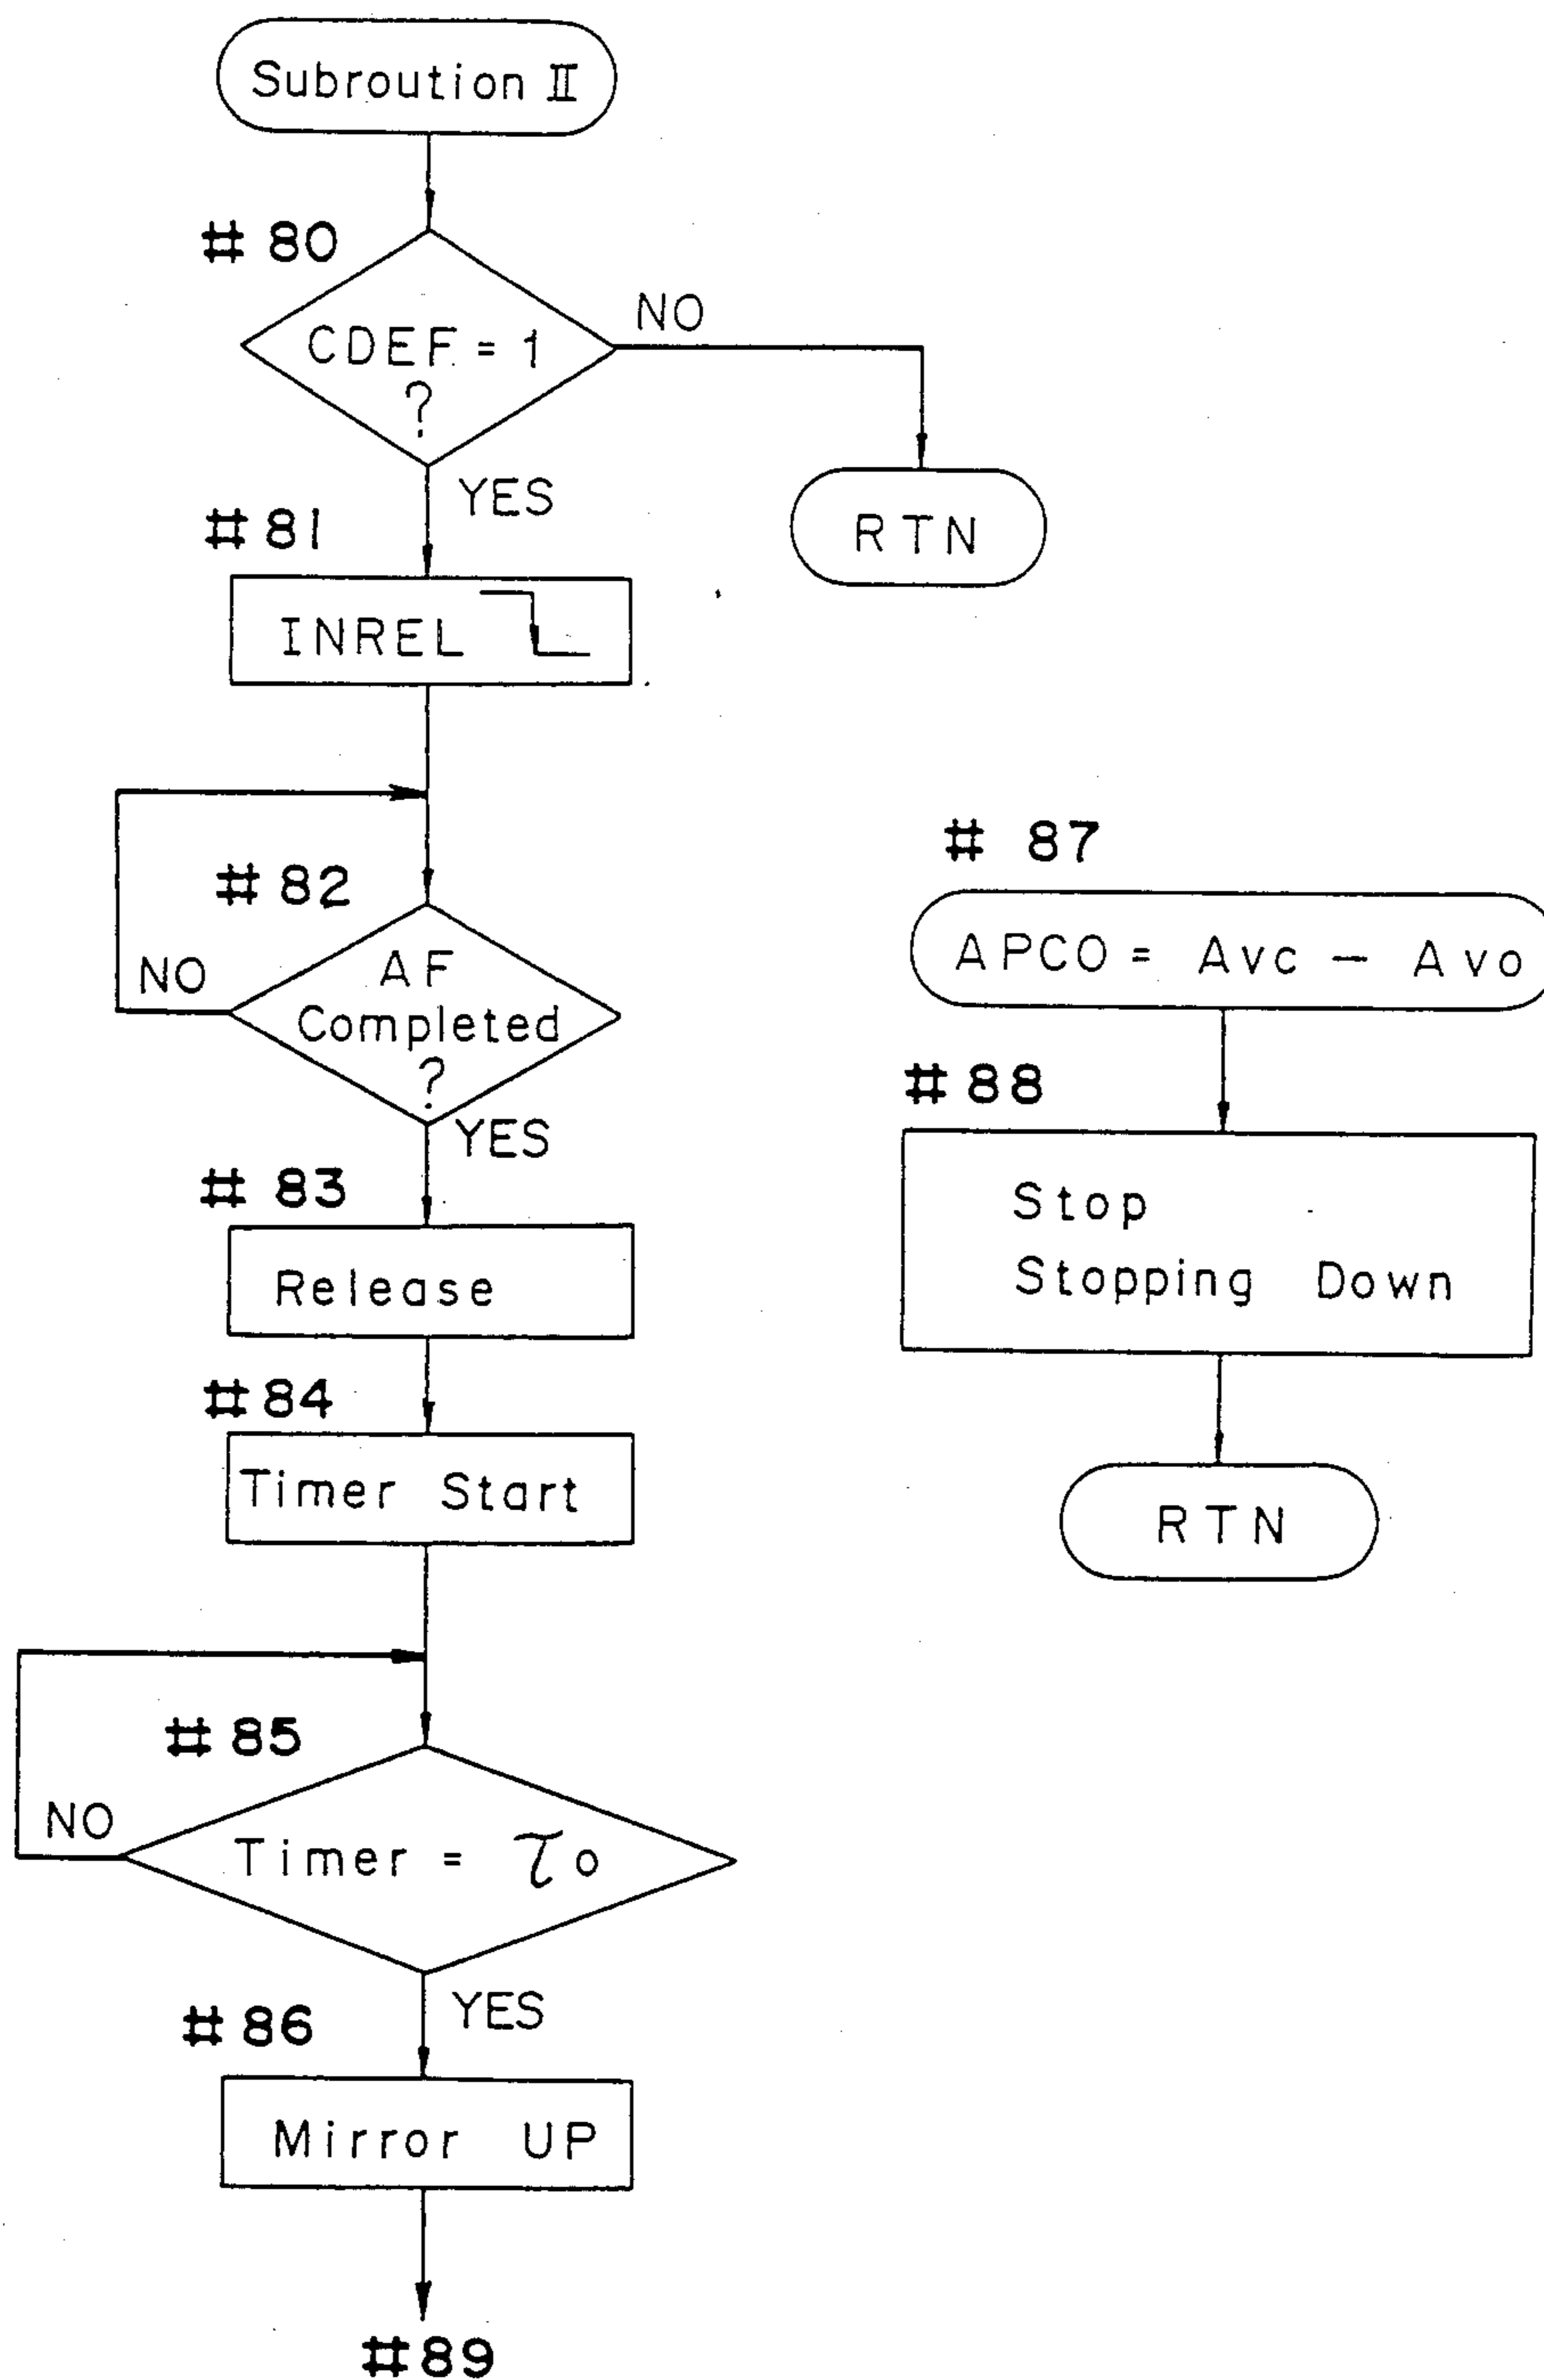 Subroution II
# 80
CDEF = 1
?
NO
YES
RTN
# 81
INREL
# 82
NO
AF
Completed
?
YES
# 83
Release
# 84
Timer Start
# 85
NO
Timer = τo
YES
# 86
Mirror UP
#89
# 87
APCO = Avc – Avo
# 88
Stop
Stopping Down
RTN